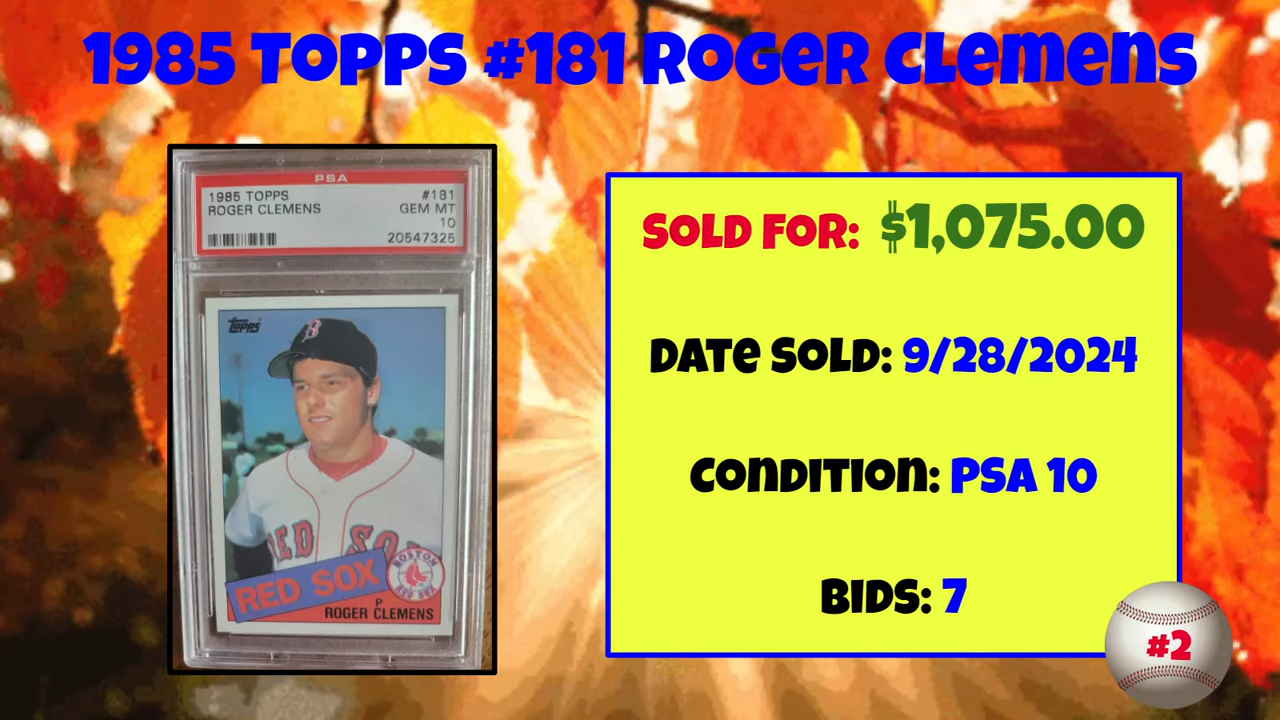 1985 Topps #181 Roger Clemens
PSA
1985 TOPPS #181
ROGER CLEMENS GEM MT
10
20547325
Topps
B
RED SOX
BOSTON
RED SOX
RED SOX
P
ROGER CLEMENS
SOLD FOR: $1,075.00
DATE SOLD: 9/28/2024
CONDITION: PSA 10
BIDS: 7
#2